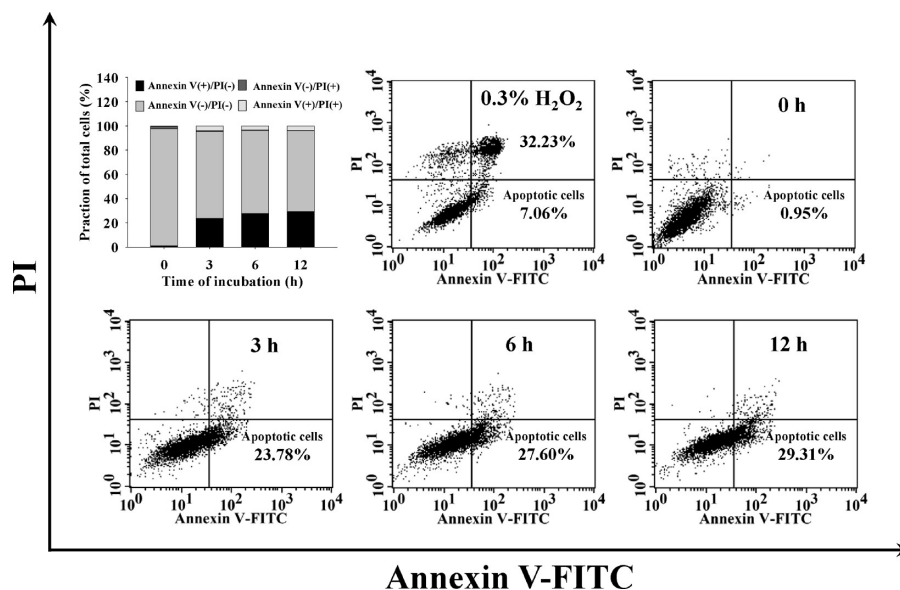 Annexin V(+)/PI(-) Annexin V(-)/PI(+)
Annexin V(-)/PI(-) Annexin V(+)/PI(+)
Praction of total cells (%)
140
120
100
80
60
40
20
0
0 3 6 12
Time of incubation (h)
0.3% H₂O₂
32.23%
Apoptotic cells
7.06%
PI
10⁴
10³
10²
10¹
10⁰
10⁰ 10¹ 10² 10³ 10⁴
Annexin V-FITC
0 h
Apoptotic cells
0.95%
PI
10⁴
10³
10²
10¹
10⁰
10⁰ 10¹ 10² 10³ 10⁴
Annexin V-FITC
3 h
Apoptotic cells
23.78%
PI
10⁴
10³
10²
10¹
10⁰
10⁰ 10¹ 10² 10³ 10⁴
Annexin V-FITC
6 h
Apoptotic cells
27.60%
PI
10⁴
10³
10²
10¹
10⁰
10⁰ 10¹ 10² 10³ 10⁴
Annexin V-FITC
12 h
Apoptotic cells
29.31%
PI
10⁴
10³
10²
10¹
10⁰
10⁰ 10¹ 10² 10³ 10⁴
Annexin V-FITC
PI
Annexin V-FITC